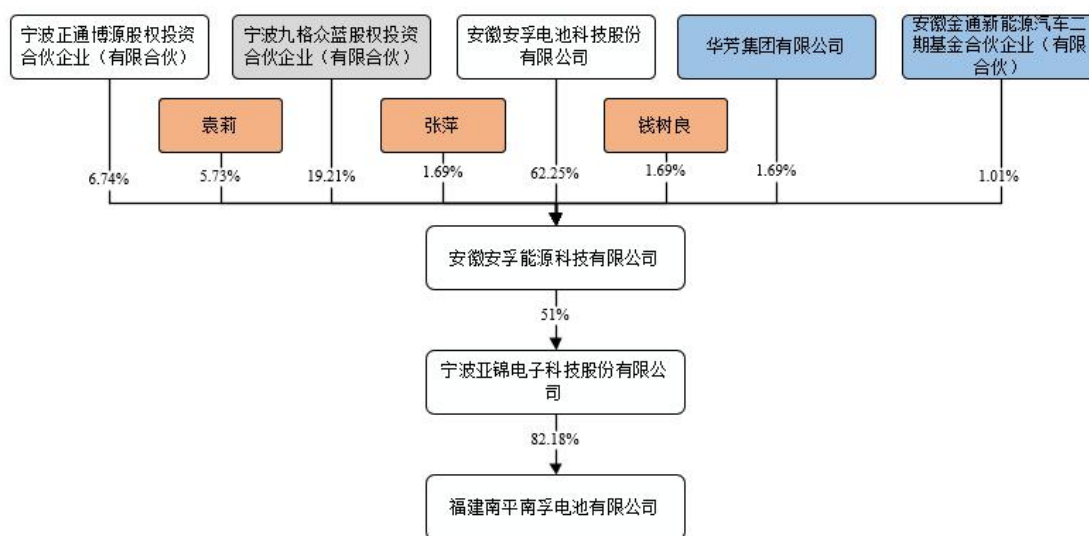 宁波正通博源股权投资
合伙企业（有限合伙）
宁波九格众蓝股权投资
合伙企业（有限合伙）
安徽安孚电池科技股份
有限公司
华芳集团有限公司
安徽金通新能源汽车二
期基金合伙企业（有限
合伙）
袁莉
张萍
钱树良
6.74%
5.73%
19.21%
1.69%
62.25%
1.69%
1.69%
1.01%
安徽安孚能源科技有限公司
51%
宁波亚锦电子科技股份有限公
司
82.18%
福建南平南孚电池有限公司